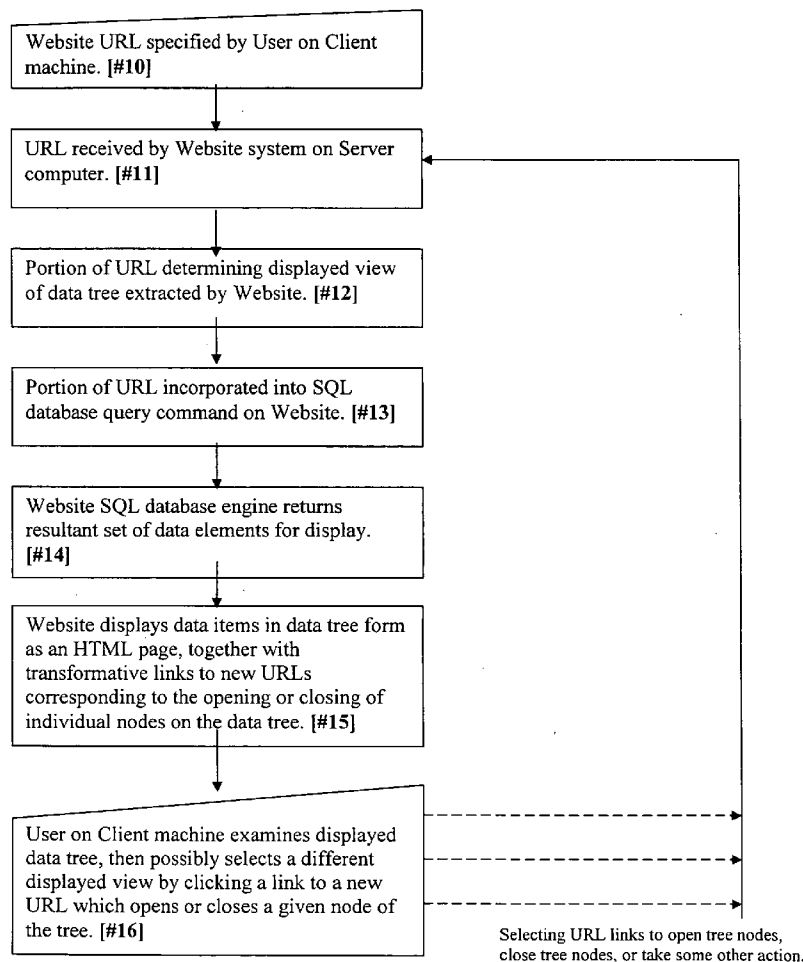 Website URL specified by User on Client
machine. [#10]
URL received by Website system on Server
computer. [#11]
Portion of URL determining displayed view
of data tree extracted by Website. [#12]
Portion of URL incorporated into SQL
database query command on Website. [#13]
Website SQL database engine returns
resultant set of data elements for display.
[#14]
Website displays data items in data tree form
as an HTML page, together with
transformative links to new URLs
corresponding to the opening or closing of
individual nodes on the data tree. [#15]
User on Client machine examines displayed
data tree, then possibly selects a different
displayed view by clicking a link to a new
URL which opens or closes a given node of
the tree. [#16]
Selecting URL links to open tree nodes,
close tree nodes, or take some other action.